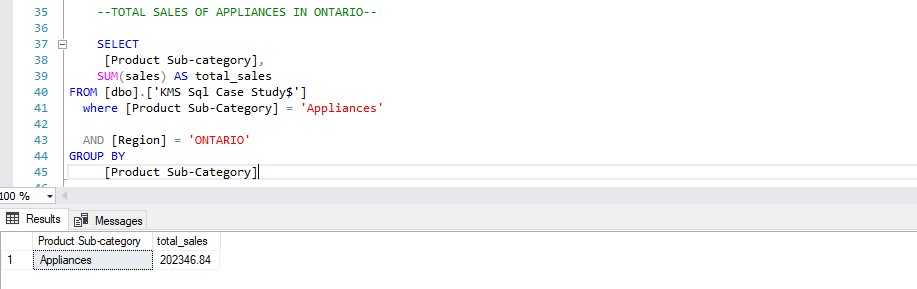 35 --TOTAL SALES OF APPLIANCES IN ONTARIO--
36
37 SELECT
38 [Product Sub-category],
39 SUM(sales) AS total_sales
40 FROM [dbo].['KMS Sql Case Study$']
41 where [Product Sub-Category] = 'Appliances'
42
43 AND [Region] = 'ONTARIO'
44 GROUP BY
45 [Product Sub-Category]
46
100 %
Results Messages
Product Sub-category total_sales
1 Appliances 202346.84